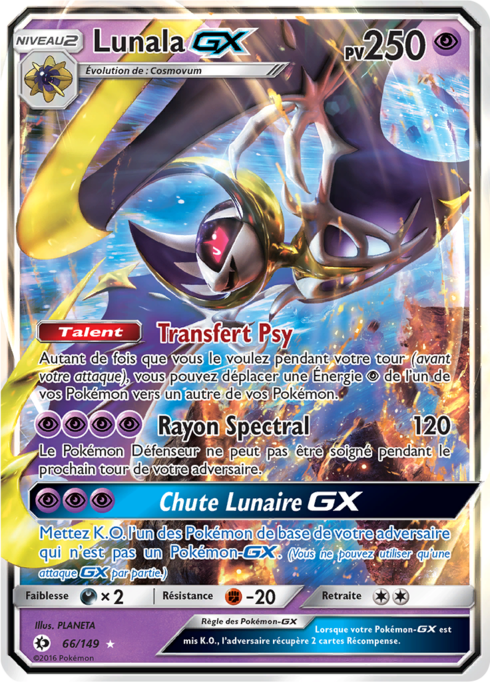 NIVEAU2 Lunala GX PV250
Évolution de : Cosmovum
Talent Transfert Psy
Autant de fois que vous le voulez pendant votre tour (avant
votre attaque), vous pouvez déplacer une Énergie de l'un de
vos Pokémon vers un autre de vos Pokémon.
Rayon Spectral 120
Le Pokémon Défenseur ne peut pas être soigné pendant le
prochain tour de votre adversaire.
Chute Lunaire GX
Mettez K.O. l'un des Pokémon de base de votre adversaire
qui n'est pas un Pokémon-GX. (Vous ne pouvez utiliser qu'une
attaque GX par partie.)
Faiblesse ×2 Résistance -20 Retraite
Illus. PLANETA
Règle des Pokémon-GX
Lorsque votre Pokémon-GX est
mis K.O., l'adversaire récupère 2 cartes Récompense.
66/149
©2016 Pokémon